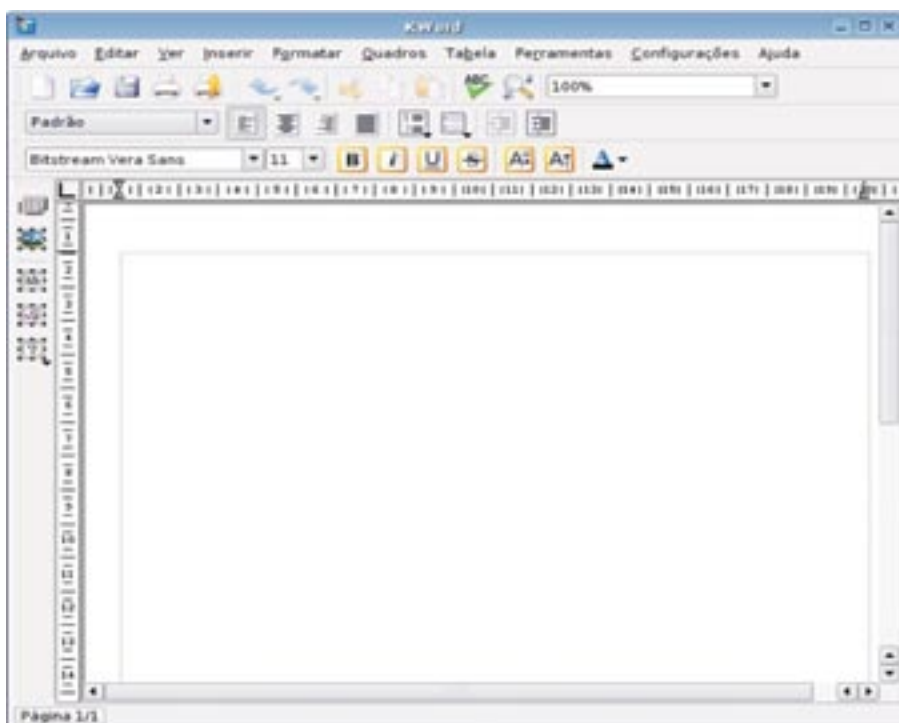 KWord
Arquivo Editar Ver Inserir Formatar Quadros Tabela Ferramentas Configurações Ajuda
ABC 100%
Padrão
Bitstream Vera Sans 11 B I U S A A A
Página 1/1